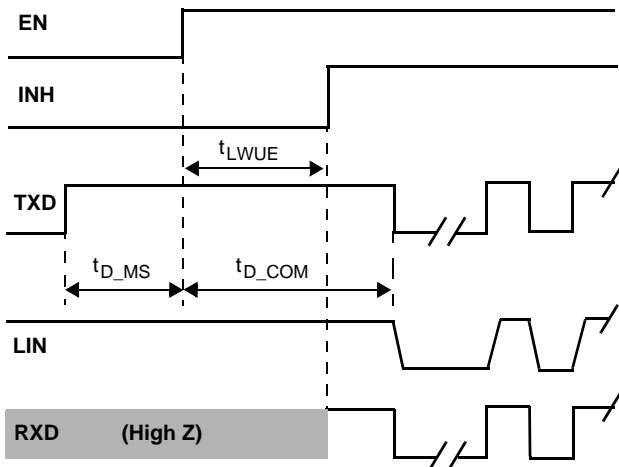 EN
INH
tLWUE
TXD
tD_MS
tD_COM
LIN
RXD (High Z)